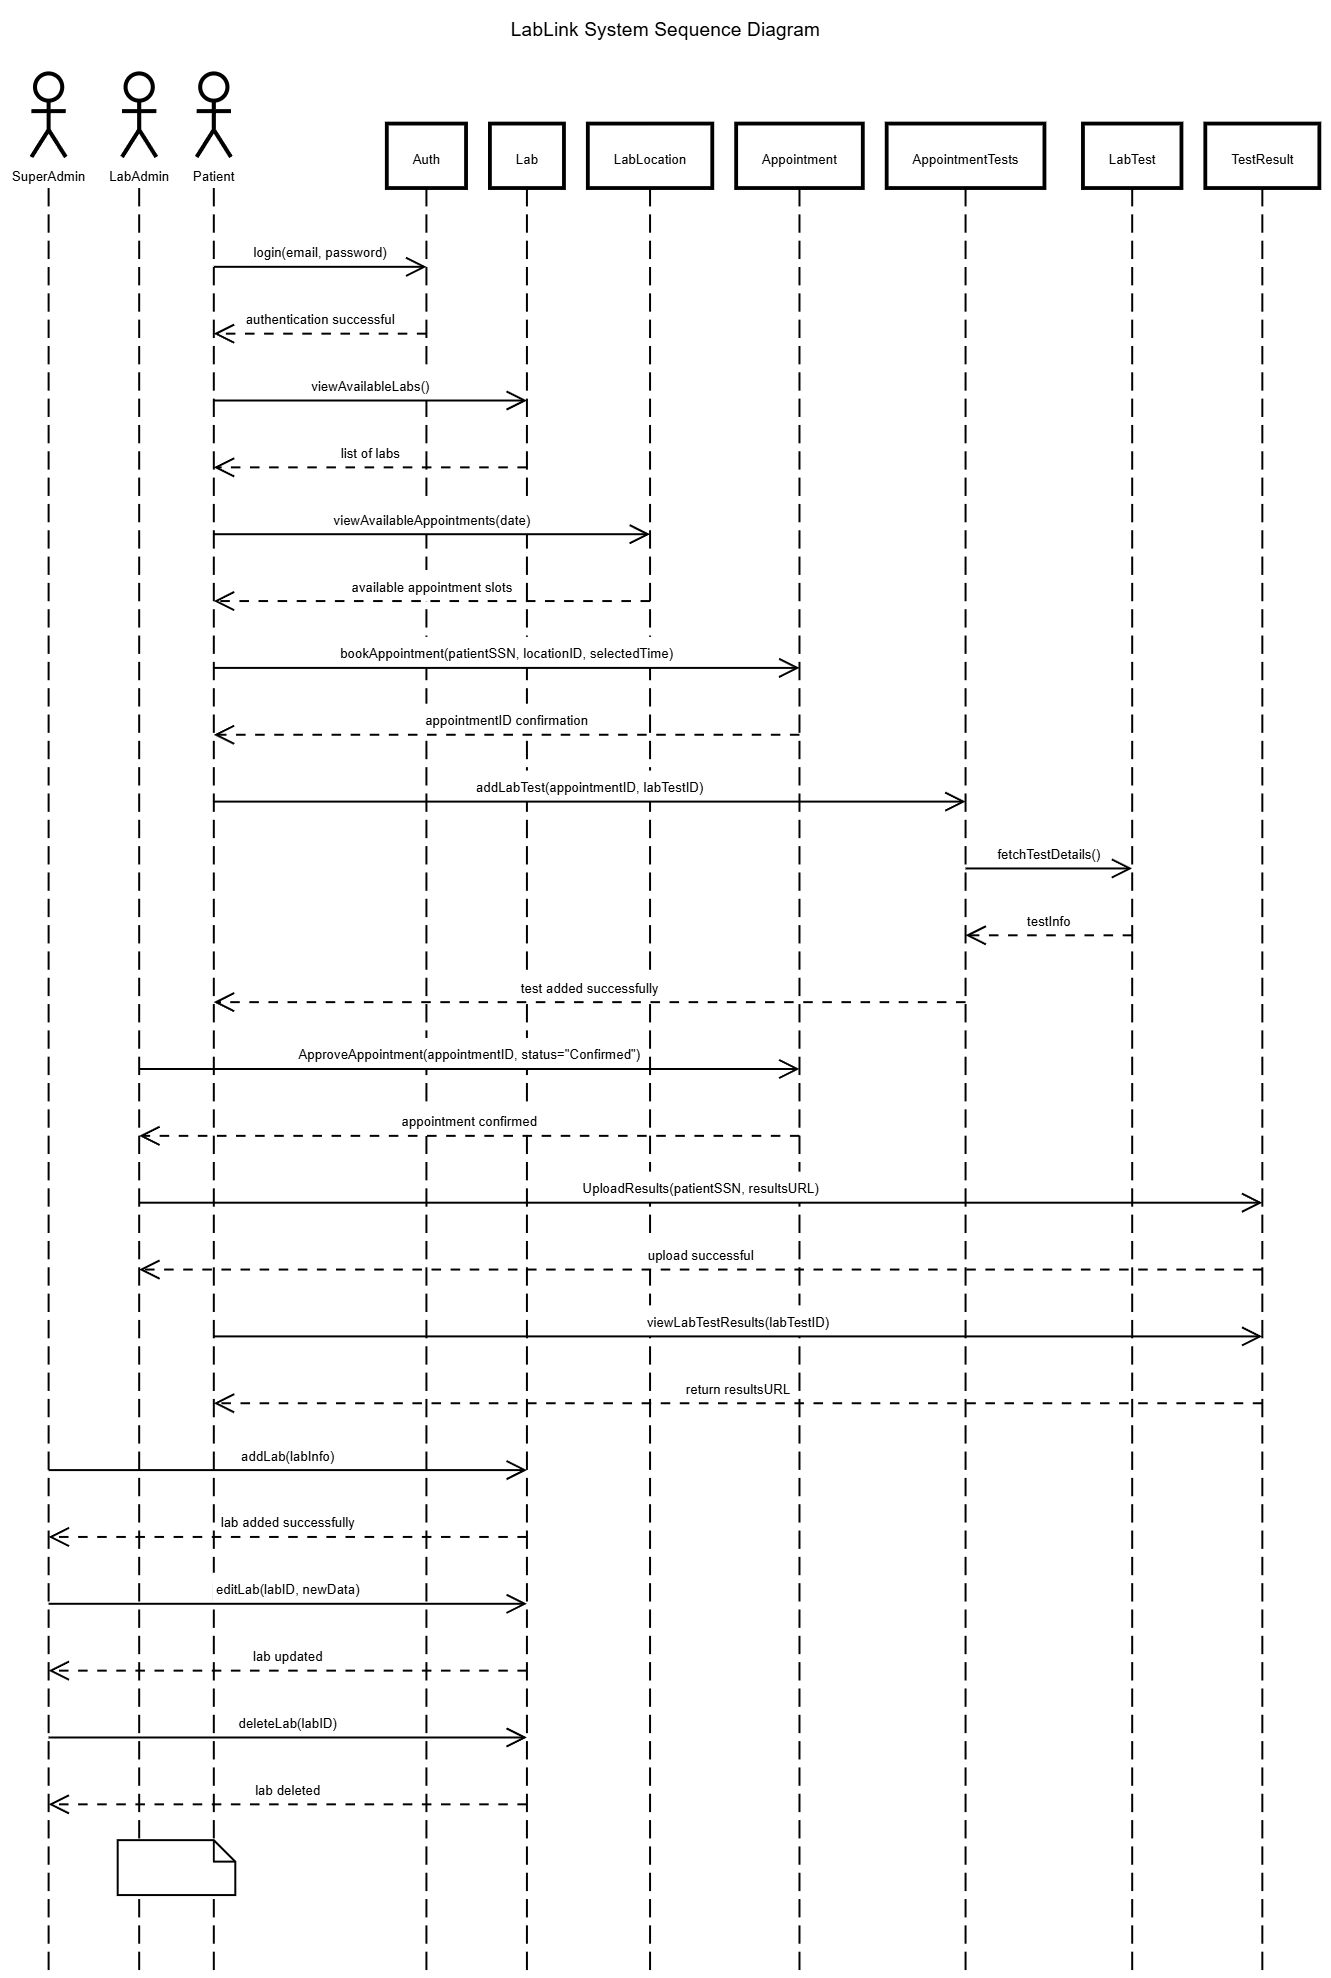 LabLink System Sequence Diagram
SuperAdmin
LabAdmin
Patient
Auth
Lab
LabLocation
Appointment
AppointmentTests
LabTest
TestResult
login(email, password)
authentication successful
viewAvailableLabs()
list of labs
viewAvailableAppointments(date)
available appointment slots
bookAppointment(patientSSN, locationID, selectedTime)
appointmentID confirmation
addLabTest(appointmentID, labTestID)
fetchTestDetails()
testInfo
test added successfully
ApproveAppointment(appointmentID, status="Confirmed")
appointment confirmed
UploadResults(patientSSN, resultsURL)
upload successful
viewLabTestResults(labTestID)
return resultsURL
addLab(labInfo)
lab added successfully
editLab(labID, newData)
lab updated
deleteLab(labID)
lab deleted